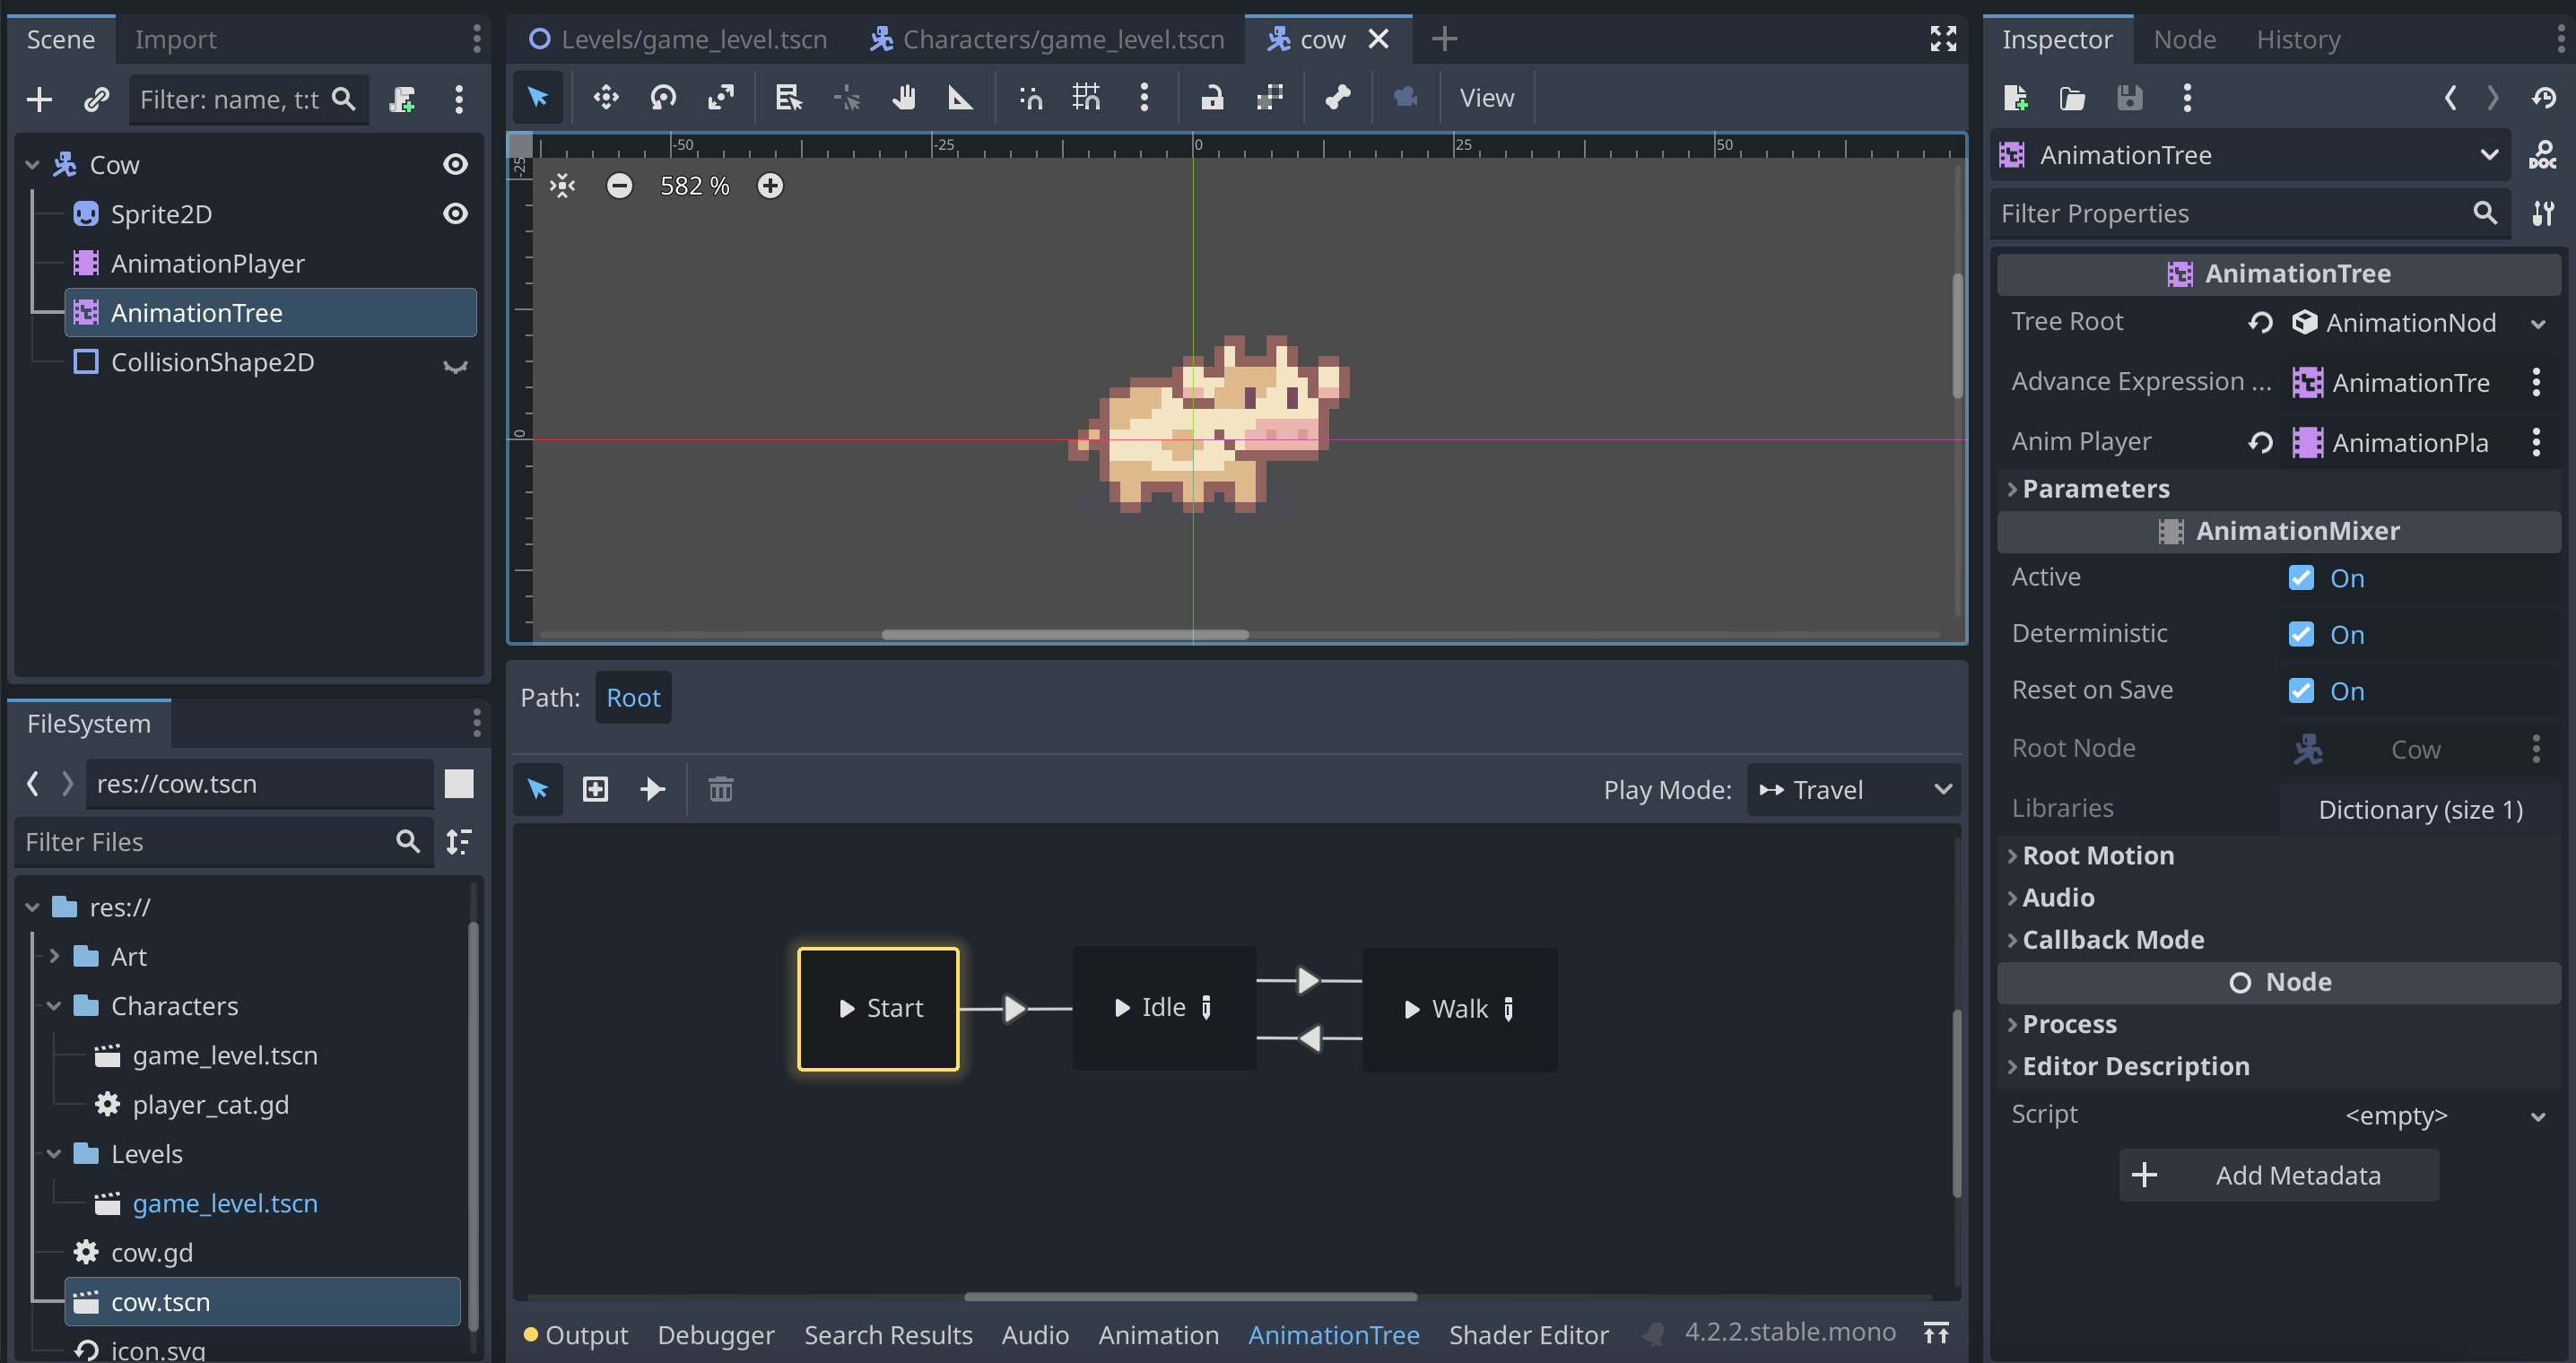 Scene Import
Filter: name, t:t
Cow
Sprite2D
AnimationPlayer
AnimationTree
CollisionShape2D
FileSystem
res://cow.tscn
Filter Files
res://
Art
Characters
game_level.tscn
player_cat.gd
Levels
game_level.tscn
cow.gd
cow.tscn
icon.svg
Levels/game_level.tscn Characters/game_level.tscn cow
View
-50 -25 0 25 50
-25
0
582 %
Path: Root
Play Mode: Travel
Start Idle Walk
Output Debugger Search Results Audio Animation AnimationTree Shader Editor 4.2.2.stable.mono
Inspector Node History
AnimationTree
DOC
Filter Properties
AnimationTree
Tree Root AnimationNod
Advance Expression ... AnimationTre
Anim Player AnimationPla
Parameters
AnimationMixer
Active On
Deterministic On
Reset on Save On
Root Node Cow
Libraries Dictionary (size 1)
Root Motion
Audio
Callback Mode
Node
Process
Editor Description
Script <empty>
Add Metadata